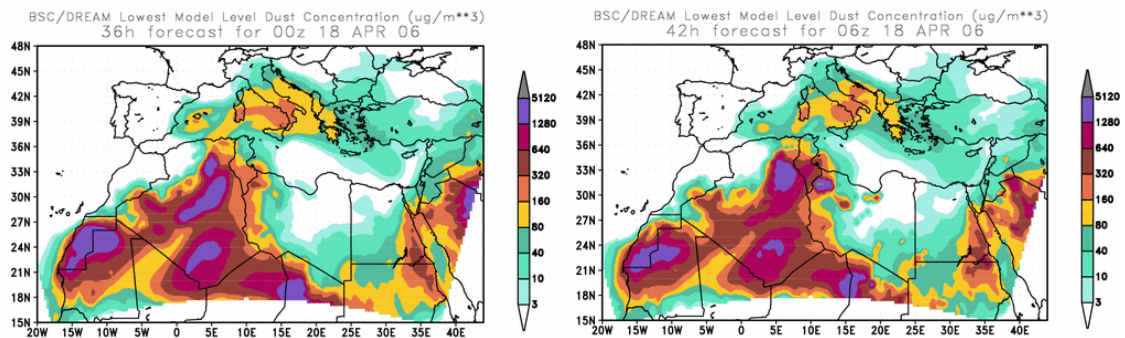 BSC/DREAM Lowest Model Level Dust Concentration (ug/m**3)
36h forecast for 00z 18 APR 06
48N
45N
42N
39N
36N
33N
30N
27N
24N
21N
18N
15N
20W 15W 10W 5W 0 5E 10E 15E 20E 25E 30E 35E 40E
5120
1280
640
320
160
80
40
10
3
BSC/DREAM Lowest Model Level Dust Concentration (ug/m**3)
42h forecast for 06z 18 APR 06
48N
45N
42N
39N
36N
33N
30N
27N
24N
21N
18N
15N
20W 15W 10W 5W 0 5E 10E 15E 20E 25E 30E 35E 40E
5120
1280
640
320
160
80
40
10
3